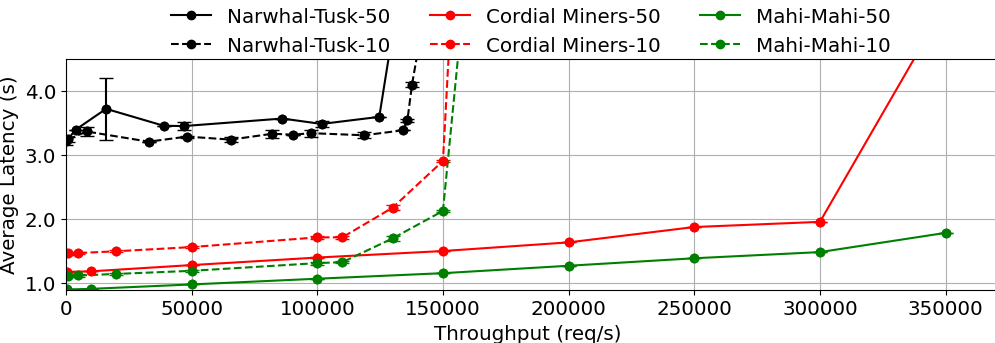 Narwhal-Tusk-50 Cordial Miners-50 Mahi-Mahi-50
Narwhal-Tusk-10 Cordial Miners-10 Mahi-Mahi-10
Average Latency (s)
4.0
3.0
2.0
1.0
0 50000 100000 150000 200000 250000 300000 350000
Throughput (req/s)